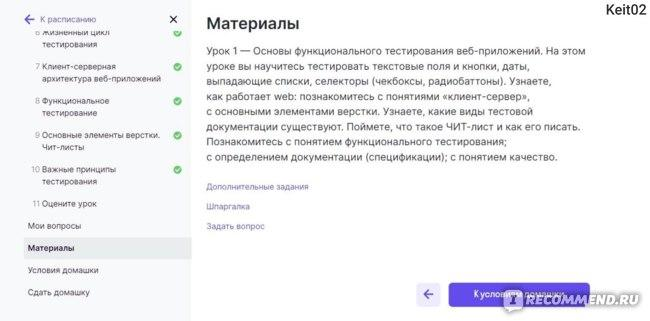 К расписанию
6 Жизненный цикл
тестирования
7 Клиент-серверная
архитектура веб-приложений
8 Функциональное
тестирование
9 Основные элементы верстки.
Чит-листы
10 Важные принципы
тестирования
11 Оцените урок
Мои вопросы
Материалы
Условия домашки
Сдать домашку
Keit02
Материалы
Урок 1 — Основы функционального тестирования веб-приложений. На этом
уроке вы научитесь тестировать текстовые поля и кнопки, даты,
выпадающие списки, селекторы (чекбоксы, радиобаттоны). Узнаете,
как работает web: познакомитесь с понятиями «клиент-сервер»,
с основными элементами верстки. Узнаете, какие виды тестовой
документации существуют. Поймете, что такое ЧИТ-лист и как его писать.
Познакомитесь с понятием функционального тестирования;
с определением документации (спецификации); с понятием качество.
Дополнительные задания
Шпаргалка
Задать вопрос
К условиям домашки
IRECOMMEND.RU